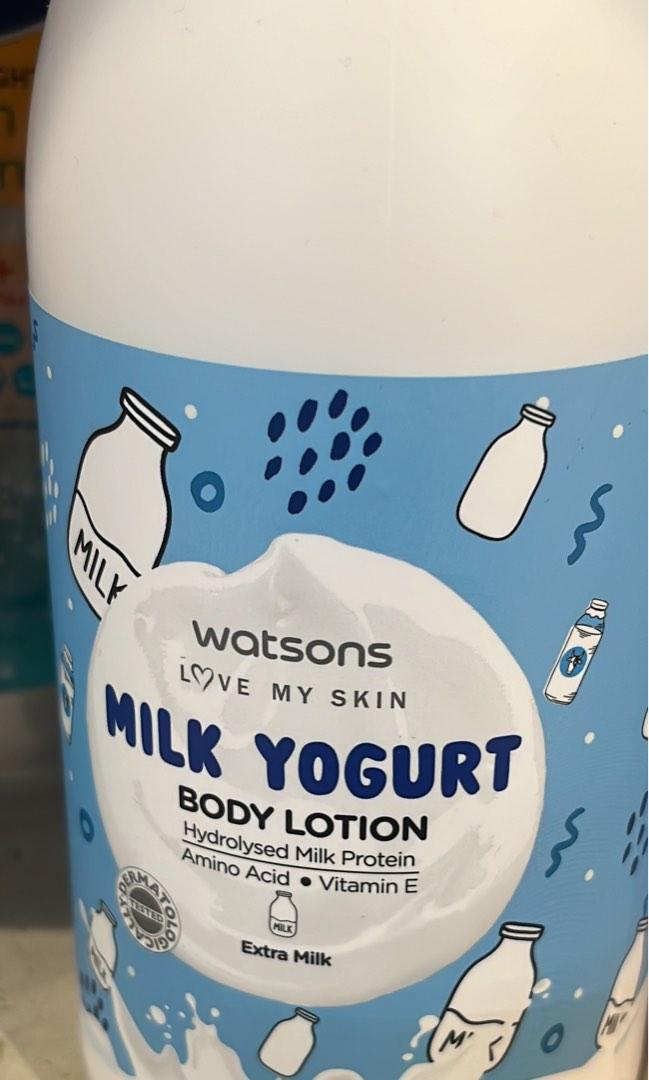 MILK
watsons
LOVE MY SKIN
MILK YOGURT
BODY LOTION
Hydrolysed Milk Protein
Amino Acid • Vitamin E
DERMATOLOGICALLY
TESTED
MILK
Extra Milk